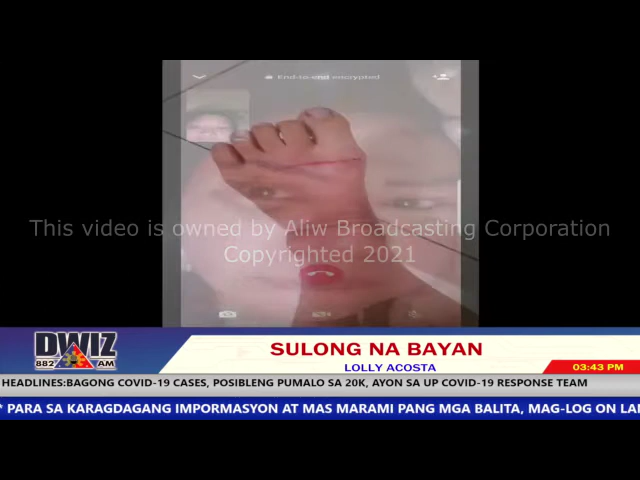 End-to-end encrypted
This video is owned by Aliw Broadcasting Corporation
Copyrighted 2021
DWIZ
882 AM
SULONG NA BAYAN
LOLLY ACOSTA
03:43 PM
HEADLINES:BAGONG COVID-19 CASES, POSIBLENG PUMALO SA 20K, AYON SA UP COVID-19 RESPONSE TEAM
* PARA SA KARAGDAGANG IMPORMASYON AT MAS MARAMI PANG MGA BALITA, MAG-LOG ON LAN